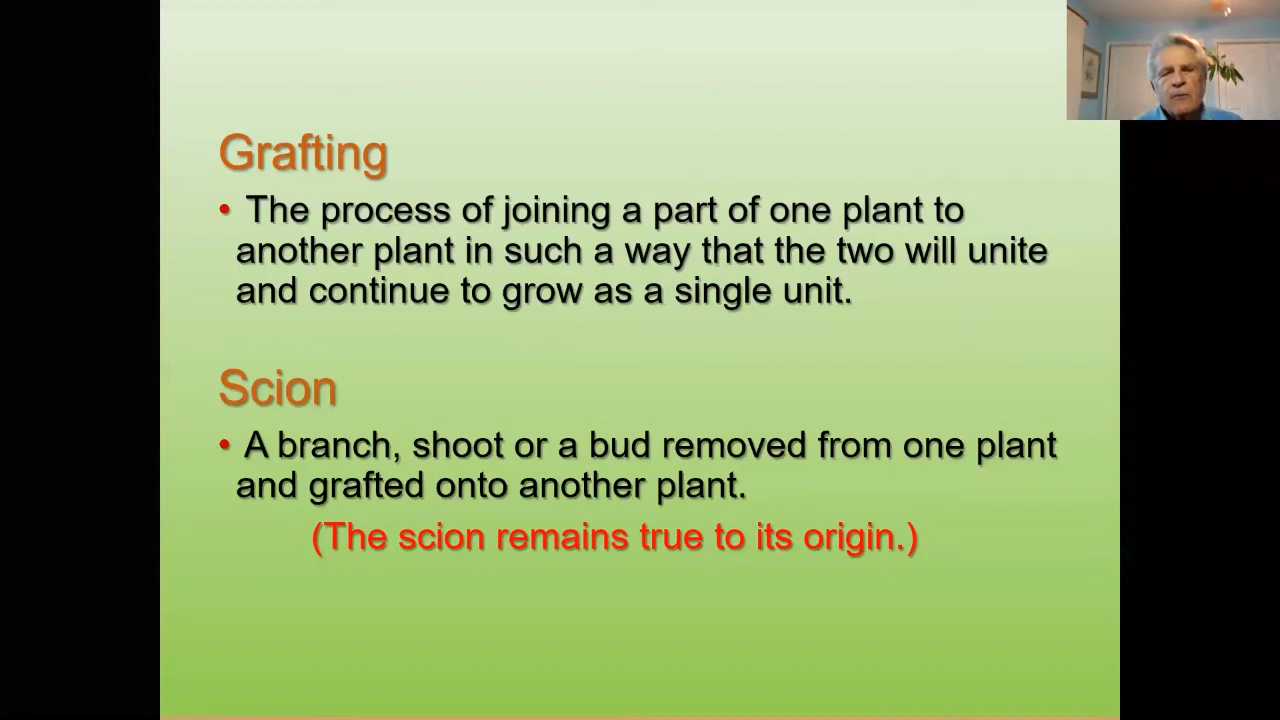 Grafting
• The process of joining a part of one plant to
another plant in such a way that the two will unite
and continue to grow as a single unit.
Scion
• A branch, shoot or a bud removed from one plant
and grafted onto another plant.
(The scion remains true to its origin.)